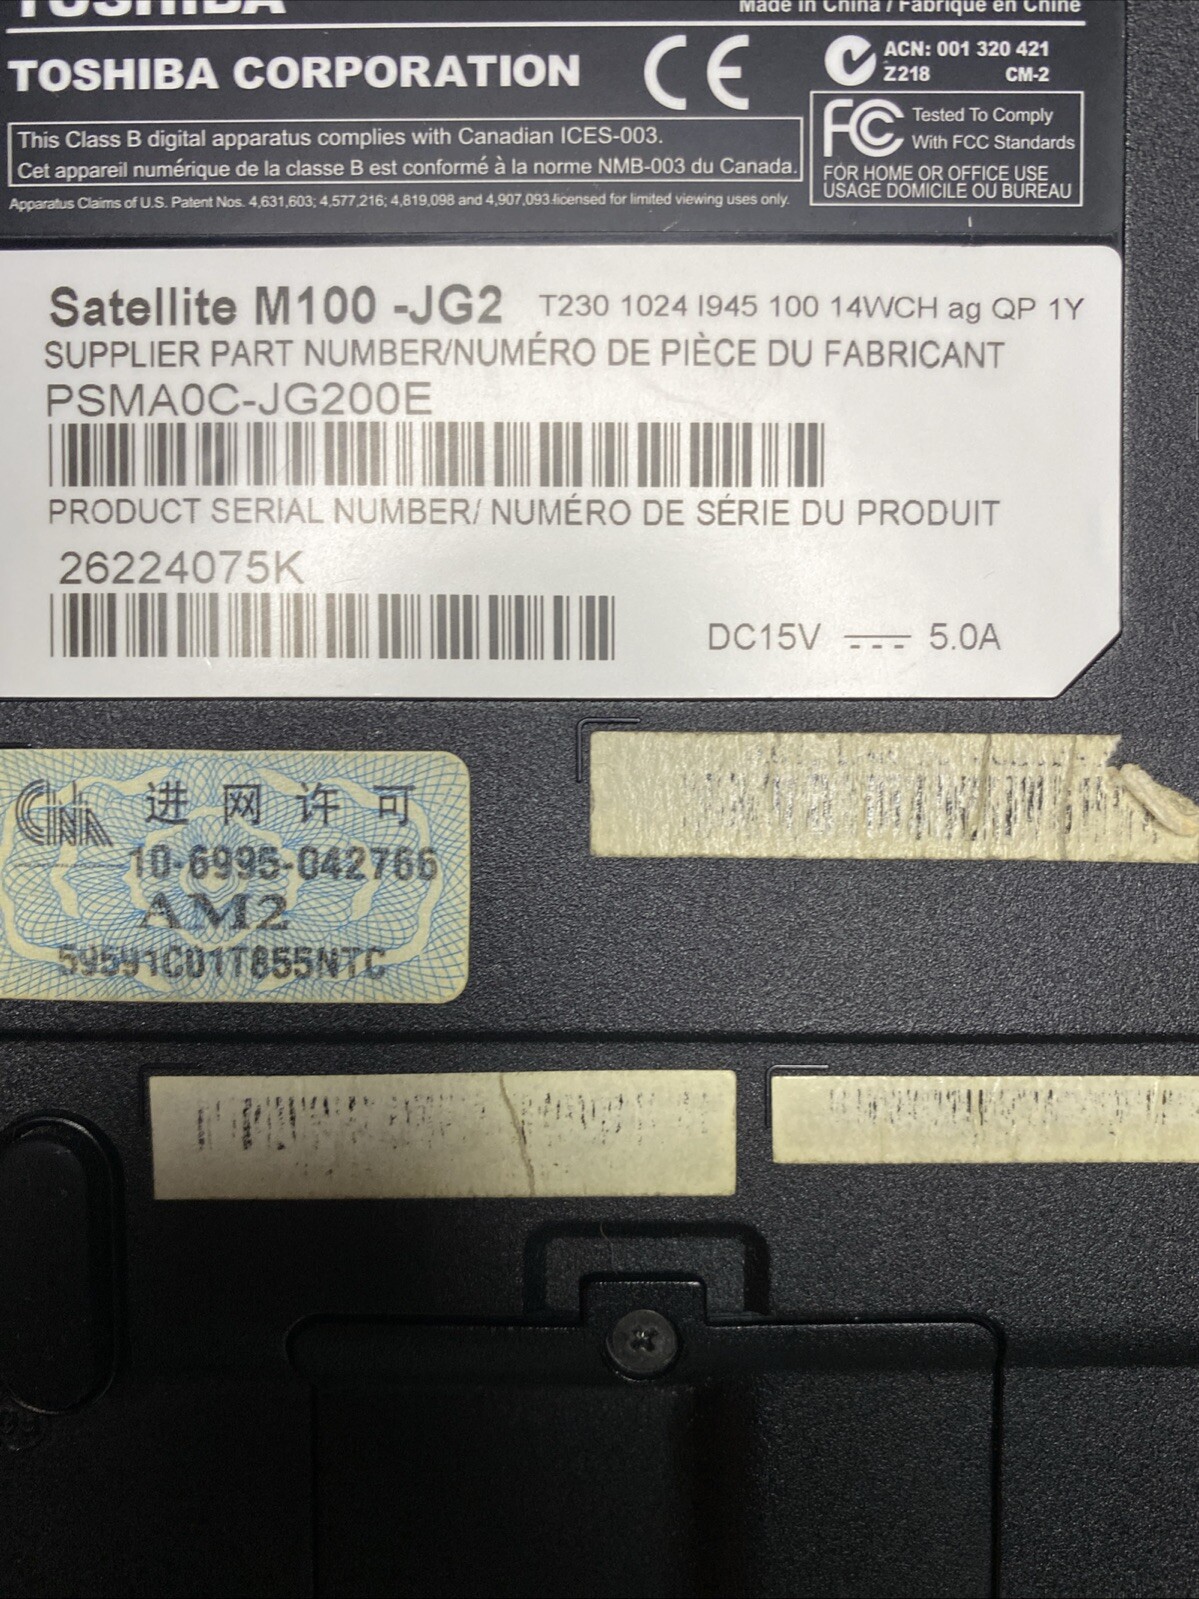 TOSHIBA
Made in China / Fabriqué en Chine
TOSHIBA CORPORATION
CE
ACN: 001 320 421
Z218 CM-2
This Class B digital apparatus complies with Canadian ICES-003.
Cet appareil numérique de la classe B est conformé à la norme NMB-003 du Canada.
FC Tested To Comply
With FCC Standards
FOR HOME OR OFFICE USE
USAGE DOMICILE OU BUREAU
Apparatus Claims of U.S. Patent Nos. 4,631,603; 4,577,216; 4,819,098 and 4,907,093 licensed for limited viewing uses only.
Satellite M100 -JG2 T230 1024 I945 100 14WCH ag QP 1Y
SUPPLIER PART NUMBER/NUMÉRO DE PIÈCE DU FABRICANT
PSMA0C-JG200E
PRODUCT SERIAL NUMBER/ NUMÉRO DE SÉRIE DU PRODUIT
26224075K
DC15V 5.0A
进网许可
10-6995-042766
AM2
59591C01T855NTC